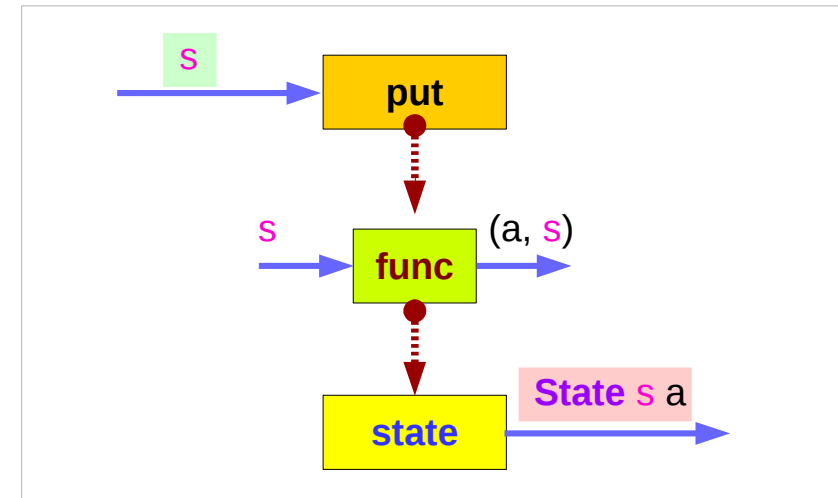 s
put
s
(a, s)
func
State s a
state